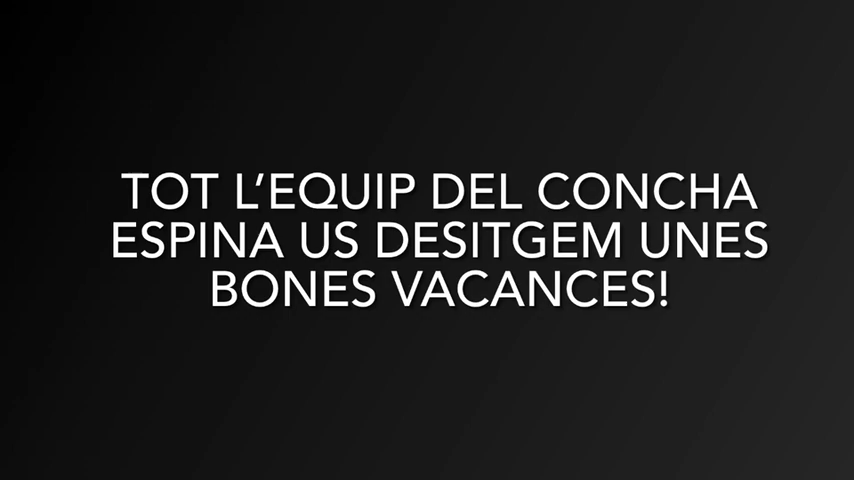 TOT L’EQUIP DEL CONCHA
ESPINA US DESITGEM UNES
BONES VACANCES!